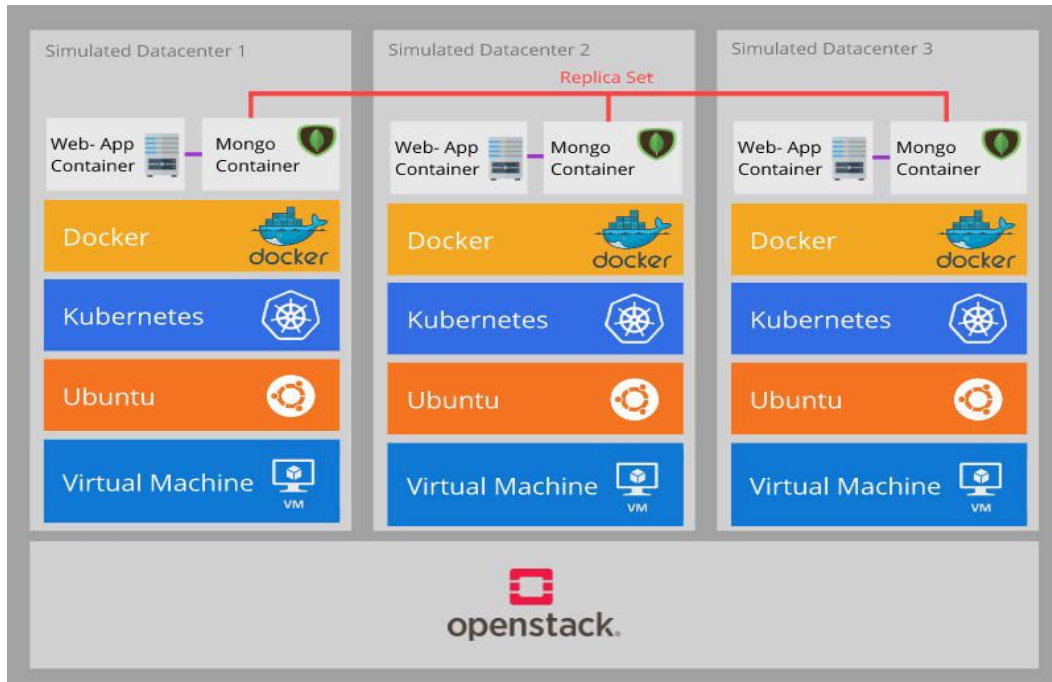 Simulated Datacenter 1
Web- App
Container
Mongo
Container
Docker
docker
Kubernetes
Ubuntu
Virtual Machine
VM
Simulated Datacenter 2
Replica Set
Web- App
Container
Mongo
Container
Docker
docker
Kubernetes
Ubuntu
Virtual Machine
VM
Simulated Datacenter 3
Web- App
Container
Mongo
Container
Docker
docker
Kubernetes
Ubuntu
Virtual Machine
VM
openstack.